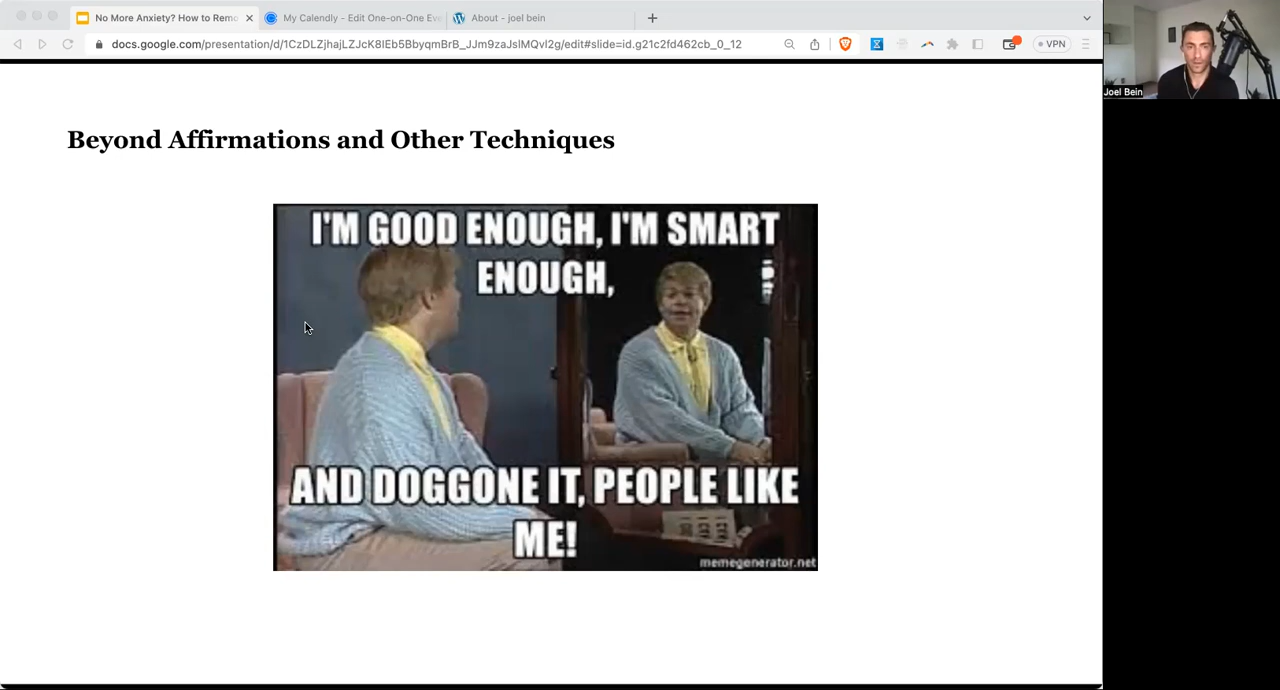 No More Anxiety? How to Remo
My Calendly - Edit One-on-One Eve
About - joel bein
docs.google.com/presentation/d/1CzDLZjhajLZJcK8IEb5BbyqmBrB_JJm9zaJslMQvl2g/edit#slide=id.g21c2fd462cb_0_12
VPN
Joel Bein
Beyond Affirmations and Other Techniques
I'M GOOD ENOUGH, I'M SMART
ENOUGH,
AND DOGGONE IT, PEOPLE LIKE
ME!
memegenerator.net